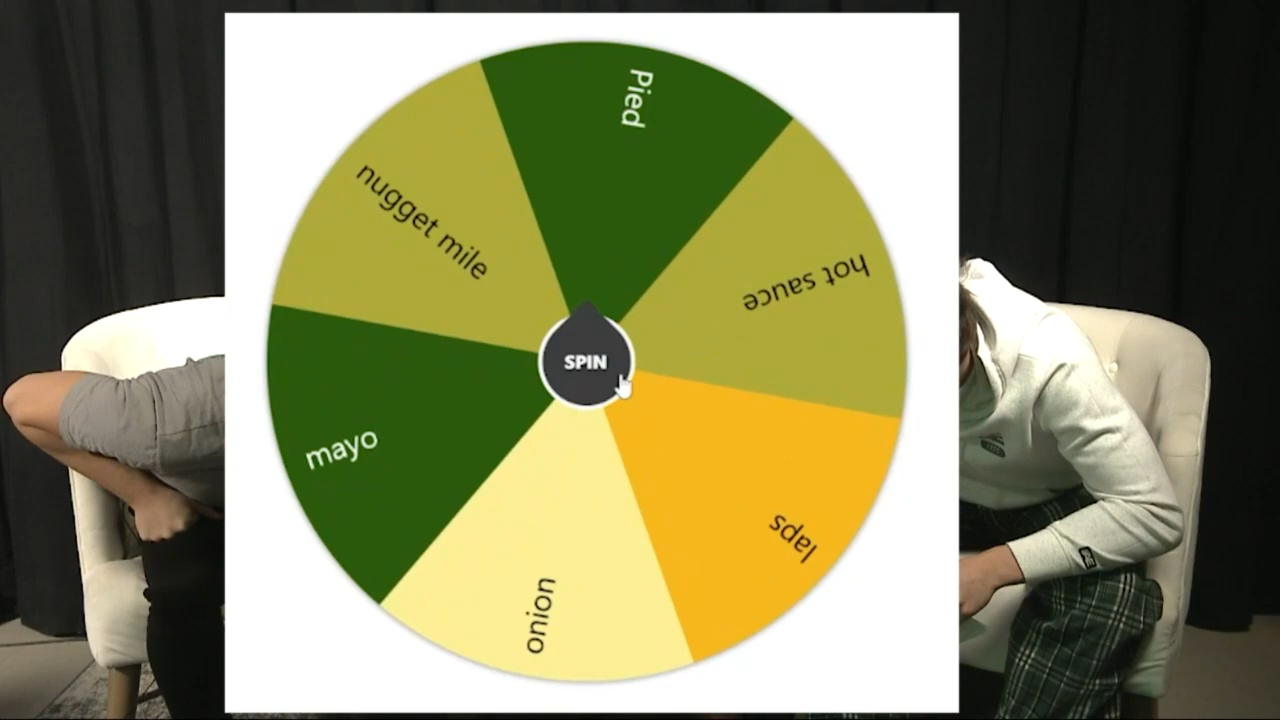 Pied
hot sauce
laps
onion
mayo
nugget mile
SPIN